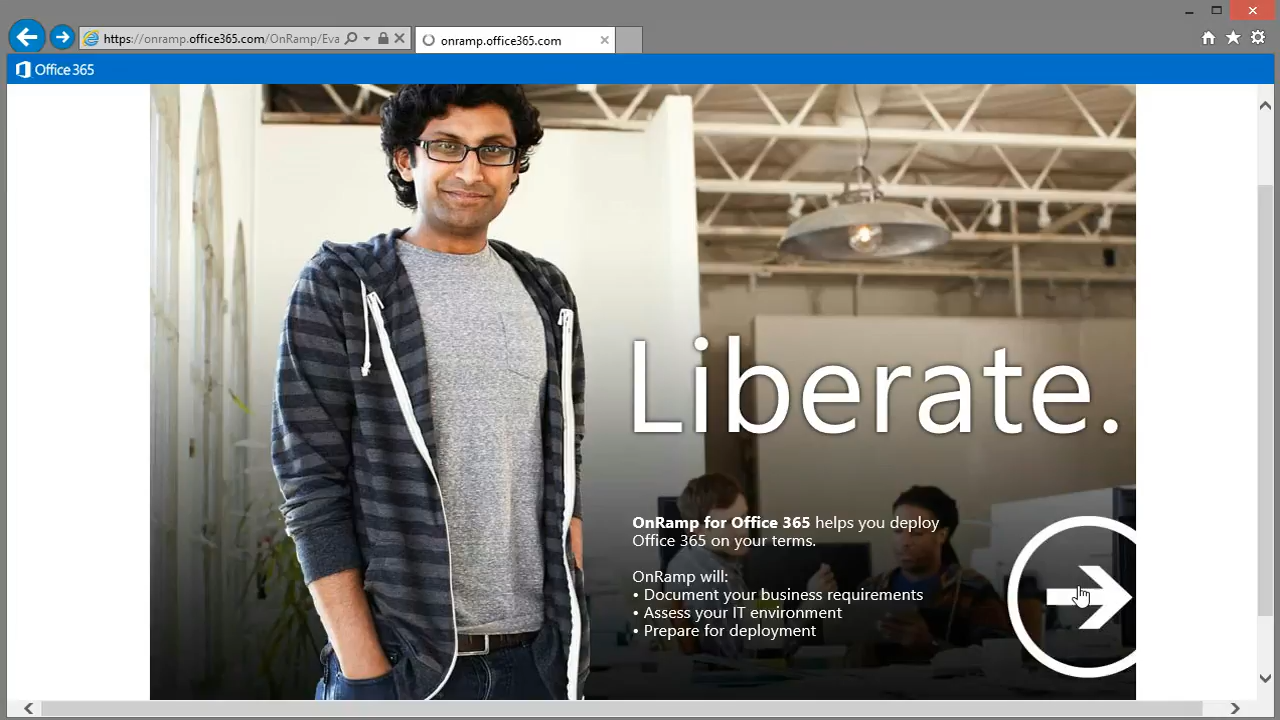 https://onramp.office365.com/OnRamp/Eva
onramp.office365.com
Office 365
Liberate.
OnRamp for Office 365 helps you deploy
Office 365 on your terms.
OnRamp will:
• Document your business requirements
• Assess your IT environment
• Prepare for deployment